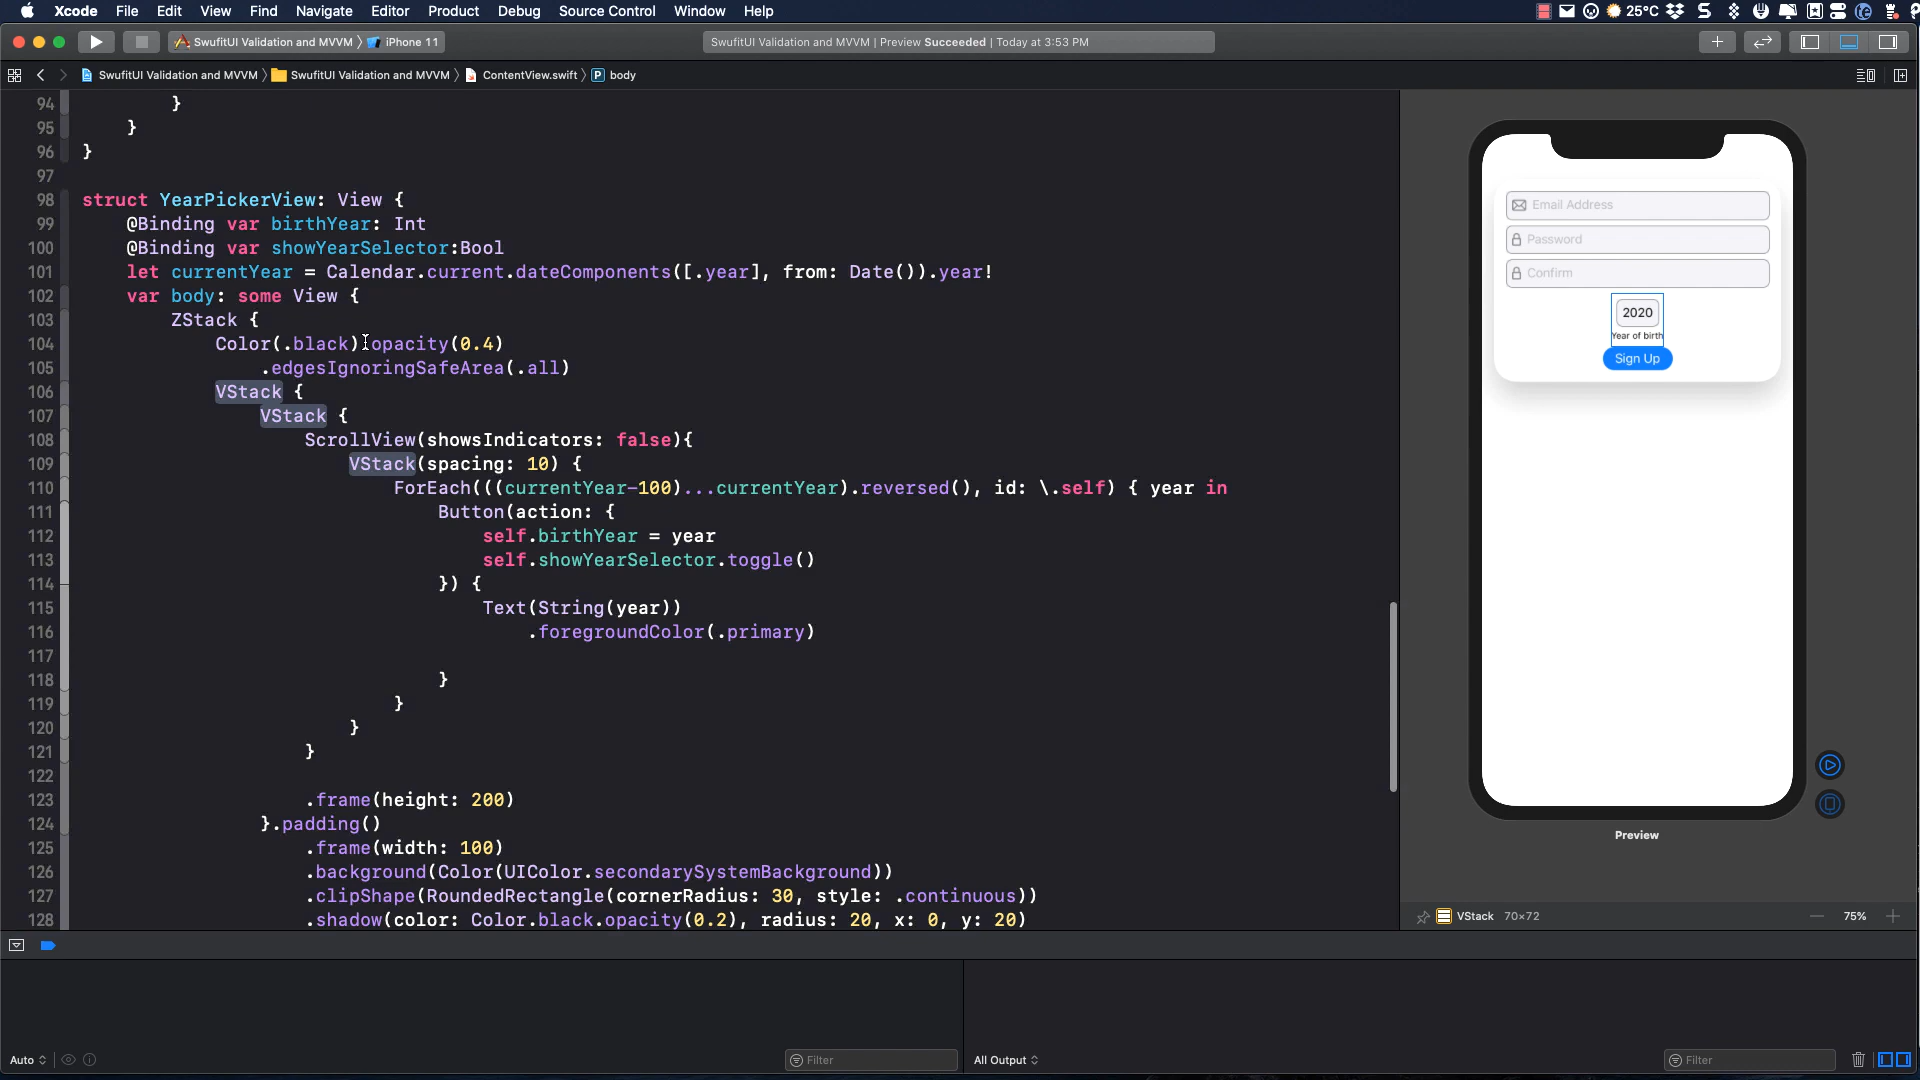 Xcode File Edit View Find Navigate Editor Product Debug Source Control Window Help 25°C
SwufitUI Validation and MVVM iPhone 11 SwufitUI Validation and MVVM | Preview Succeeded | Today at 3:53 PM
SwufitUI Validation and MVVM SwufitUI Validation and MVVM ContentView.swift P body
94 }
95 }
96 }
97
98 struct YearPickerView: View {
99 @Binding var birthYear: Int
100 @Binding var showYearSelector:Bool
101 let currentYear = Calendar.current.dateComponents([.year], from: Date()).year!
102 var body: some View {
103 ZStack {
104 Color(.black).opacity(0.4)
105 .edgesIgnoringSafeArea(.all)
106 VStack {
107 VStack {
108 ScrollView(showsIndicators: false){
109 VStack(spacing: 10) {
110 ForEach(((currentYear-100)...currentYear).reversed(), id: \.self) { year in
111 Button(action: {
112 self.birthYear = year
113 self.showYearSelector.toggle()
114 }) {
115 Text(String(year))
116 .foregroundColor(.primary)
117
118 }
119 }
120 }
121 }
122
123 .frame(height: 200)
124 }.padding()
125 .frame(width: 100)
126 .background(Color(UIColor.secondarySystemBackground))
127 .clipShape(RoundedRectangle(cornerRadius: 30, style: .continuous))
128 .shadow(color: Color.black.opacity(0.2), radius: 20, x: 0, y: 20)
Email Address
Password
Confirm
2020
Year of birth
Sign Up
Preview
VStack 70×72 75%
Auto Filter All Output Filter